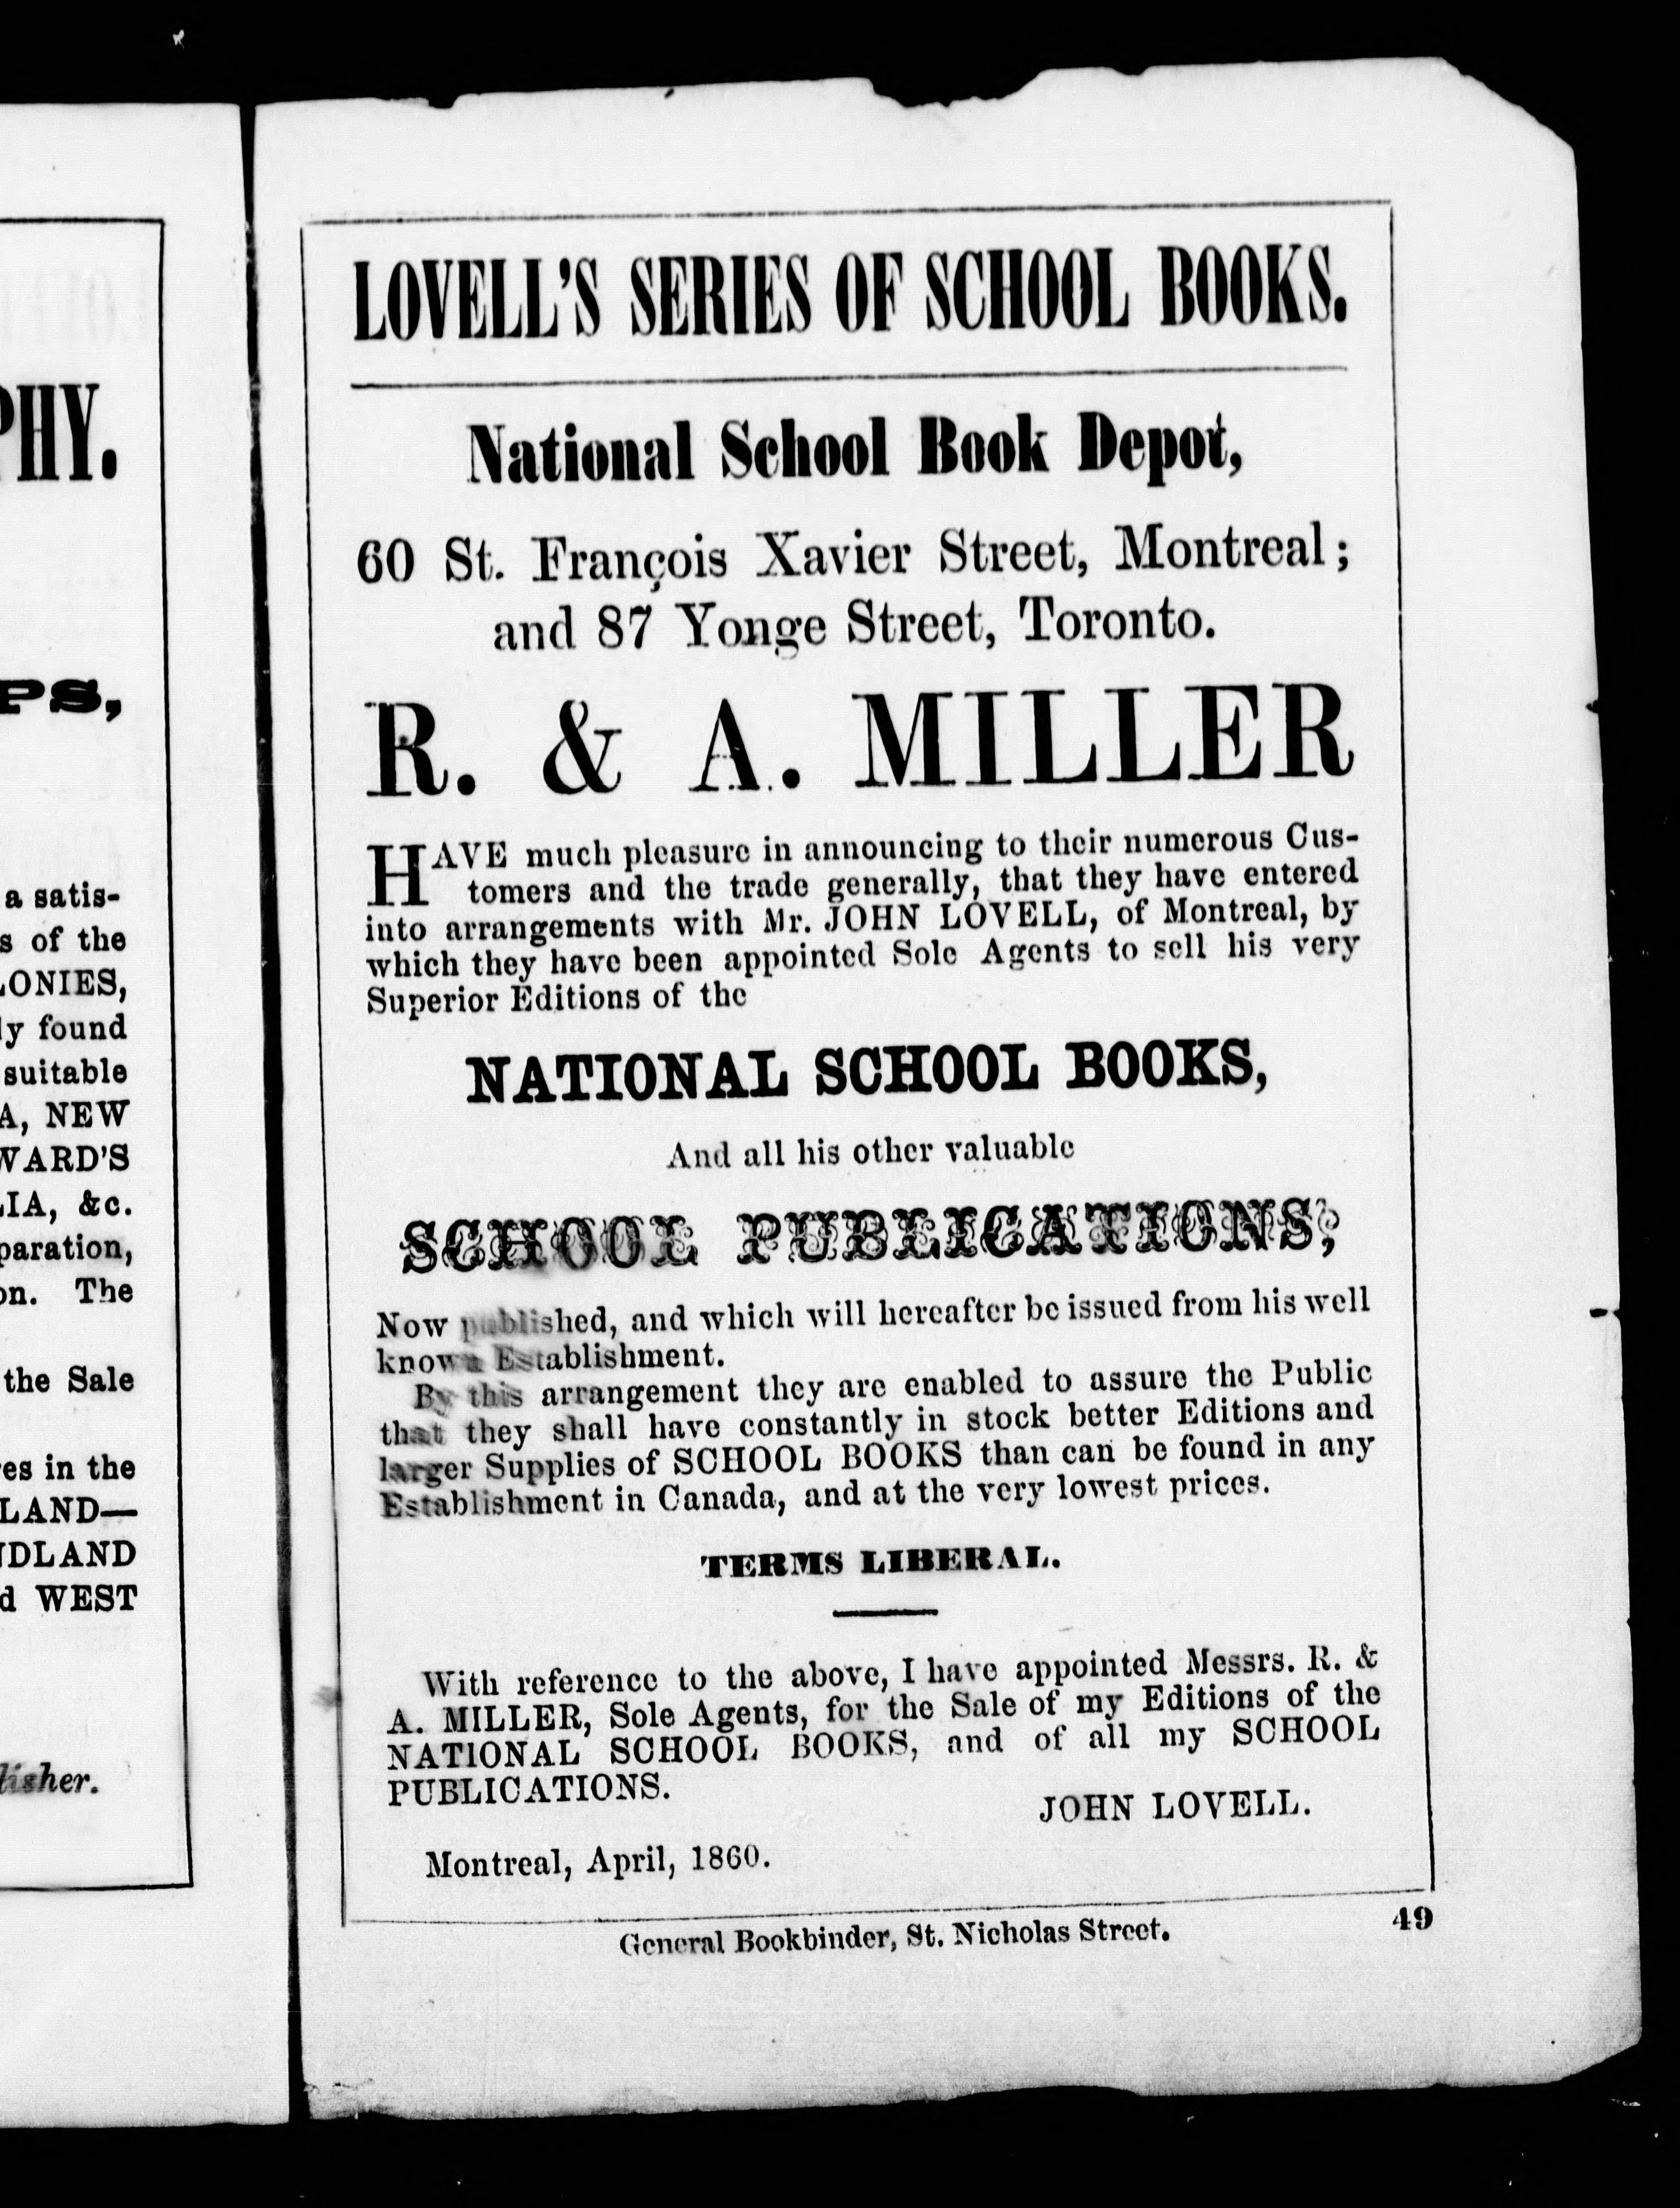 PHY.
PS,
a satis-
s of the
LONIES,
ly found
suitable
A, NEW
WARD'S
LIA, &c.
paration,
on. The
the Sale
res in the
LAND—
NDLAND
d WEST
lisher.
LOVELL'S SERIES OF SCHOOL BOOKS.
National School Book Depot,
60 St. François Xavier Street, Montreal;
and 87 Yonge Street, Toronto.
R. & A. MILLER
HAVE much pleasure in announcing to their numerous Cus-
tomers and the trade generally, that they have entered
into arrangements with Mr. JOHN LOVELL, of Montreal, by
which they have been appointed Sole Agents to sell his very
Superior Editions of the
NATIONAL SCHOOL BOOKS,
And all his other valuable
SCHOOL PUBLICATIONS,
Now published, and which will hereafter be issued from his well
known Establishment.
By this arrangement they are enabled to assure the Public
that they shall have constantly in stock better Editions and
larger Supplies of SCHOOL BOOKS than can be found in any
Establishment in Canada, and at the very lowest prices.
TERMS LIBERAL.
With reference to the above, I have appointed Messrs. R. &
A. MILLER, Sole Agents, for the Sale of my Editions of the
NATIONAL SCHOOL BOOKS, and of all my SCHOOL
PUBLICATIONS.
JOHN LOVELL.
Montreal, April, 1860.
General Bookbinder, St. Nicholas Street. 49